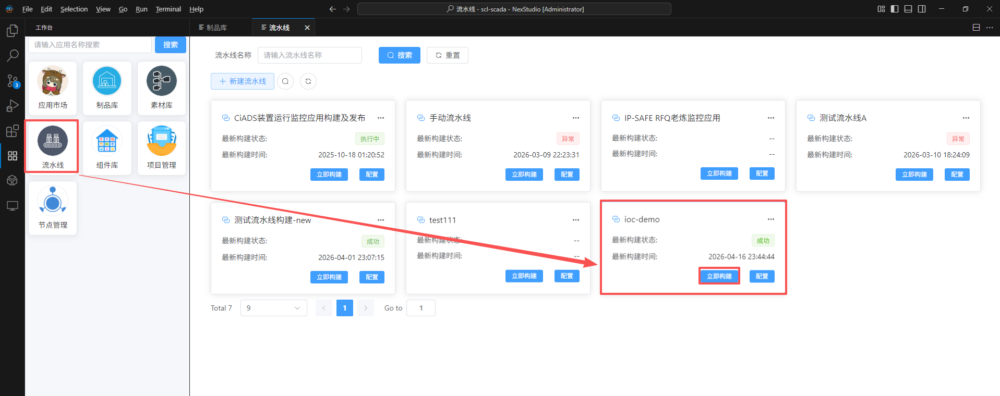 File Edit Selection View Go Run Terminal Help
流水线 - scl-scada - NexStudio [Administrator]
工作台
制品库
流水线
请输入应用名称搜索
搜索
应用市场
制品库
素材库
流水线
组件库
项目管理
节点管理
3
流水线名称
请输入流水线名称
搜索
重置
新建流水线
CiADS装置运行监控应用构建及发布
最新构建状态:
执行中
最新构建时间:
2025-10-18 01:20:52
立即构建
配置
手动流水线
最新构建状态:
异常
最新构建时间:
2026-03-09 22:23:31
立即构建
配置
IP-SAFE RFQ老炼监控应用
最新构建状态:
--
最新构建时间:
--
立即构建
配置
测试流水线A
最新构建状态:
异常
最新构建时间:
2026-03-10 18:24:09
立即构建
配置
测试流水线构建-new
最新构建状态:
成功
最新构建时间:
2026-04-01 23:07:15
立即构建
配置
test111
最新构建状态:
--
最新构建时间:
--
立即构建
配置
ioc-demo
最新构建状态:
成功
最新构建时间:
2026-04-16 23:44:44
立即构建
配置
Total 7
9
1
Go to
1